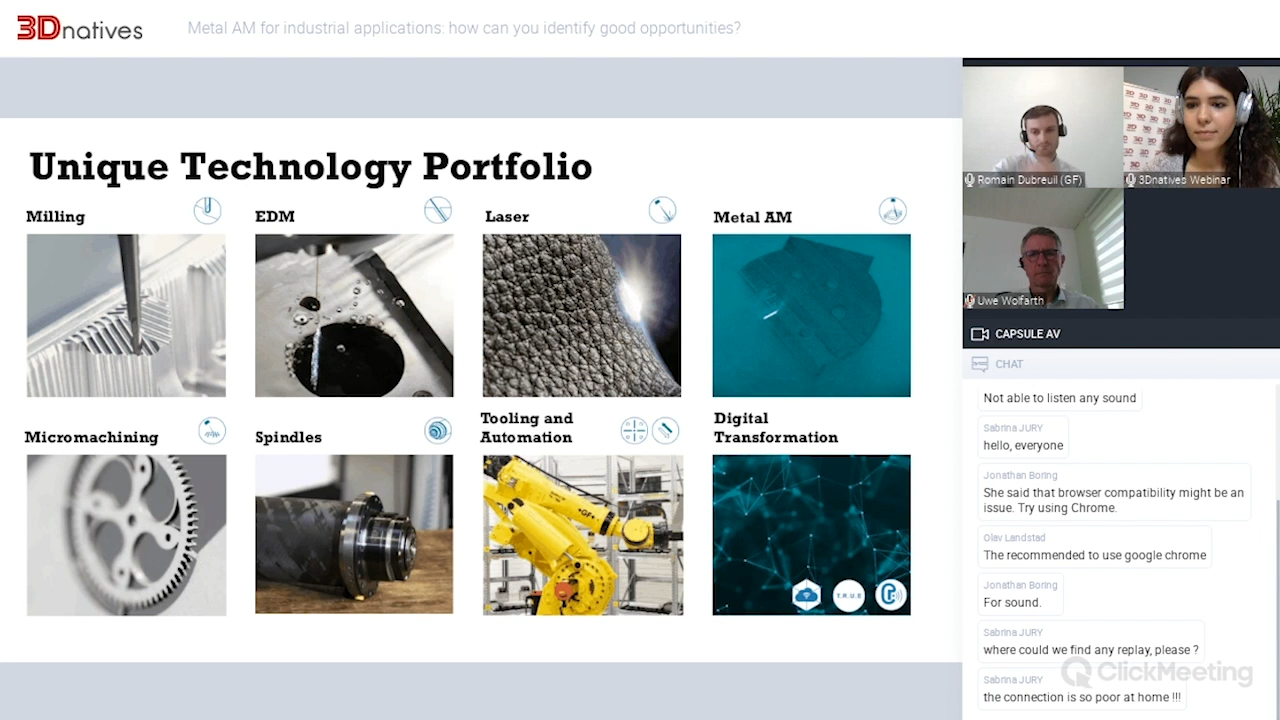 3Dnatives
Metal AM for industrial applications: how can you identify good opportunities?
Unique Technology Portfolio
Milling
EDM
Laser
Metal AM
Micromachining
Spindles
Tooling and
Automation
Digital
Transformation
+GF+
T.R.U.E
Romain Dubreuil (GF)
3Dnatives Webinar
Uwe Wolfarth
CAPSULE AV
CHAT
Not able to listen any sound
Sabrina JURY
hello, everyone
Jonathan Boring
She said that browser compatibility might be an
issue. Try using Chrome.
Olav Landstad
The recommended to use google chrome
Jonathan Boring
For sound.
Sabrina JURY
where could we find any replay, please ?
Sabrina JURY
the connection is so poor at home !!!
ClickMeeting